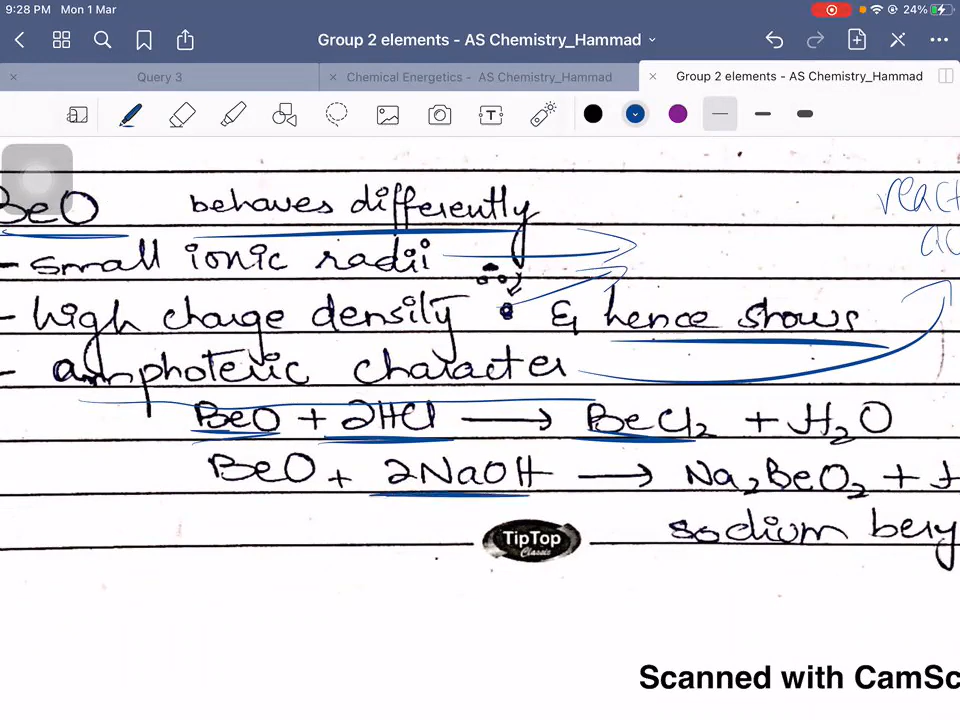 9:28 PM Mon 1 Mar 24%
Group 2 elements - AS Chemistry_Hammad
Query 3 Chemical Energetics - AS Chemistry_Hammad Group 2 elements - AS Chemistry_Hammad
BeO behaves differently react
- small ionic radii
- high charge density & hence shows
- amphoteric character
BeO + 2HCl → BeCl₂ + H₂O
BeO + 2NaOH → Na₂BeO₂ +
sodium bery
TipTop
Classic
Scanned with CamSc